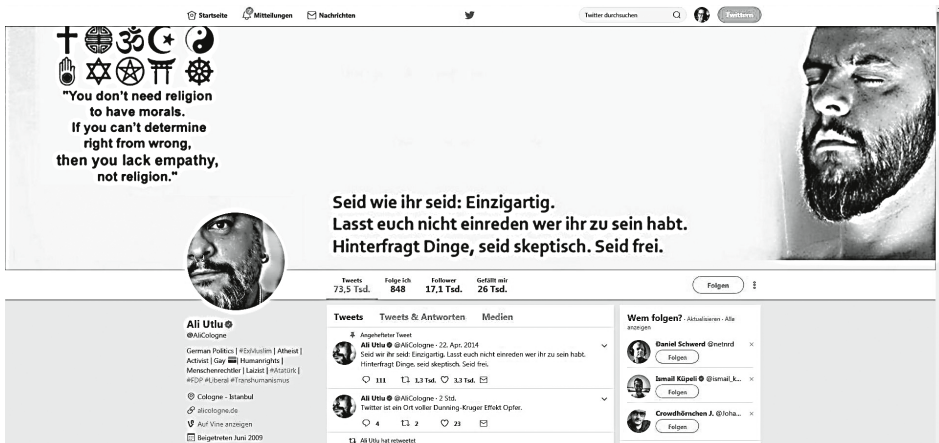 Startseite
Mitteilungen
Nachrichten
Twitter durchsuchen
Twittern
"You don't need religion
to have morals.
If you can't determine
right from wrong,
then you lack empathy,
not religion."
Seid wie ihr seid: Einzigartig.
Lasst euch nicht einreden wer ihr zu sein habt.
Hinterfragt Dinge, seid skeptisch. Seid frei.
Tweets
73,5 Tsd.
Folge ich
848
Follower
17,1 Tsd.
Gefällt mir
26 Tsd.
Folgen
Ali Utlu
@AliCologne
German Politics | #ExMuslim | Atheist |
Activist | Gay | Humanrights |
Menschenrechtler | Laizist | #Atatürk |
#FDP #Liberal #Transhumanismus
Cologne - Istanbul
alicologne.de
Auf Vine anzeigen
Beigetreten Juni 2009
Tweets Tweets & Antworten Medien
Angehefteter Tweet
Ali Utlu @AliCologne · 22. Apr. 2014
Seid wir ihr seid: Einzigartig. Lasst euch nicht einreden wer ihr zu sein habt.
Hinterfragt Dinge, seid skeptisch. Seid frei.
111 1,3 Tsd. 3,3 Tsd.
Ali Utlu @AliCologne · 2 Std.
Twitter ist ein Ort voller Dunning-Kruger Effekt Opfer.
4 2 23
Ali Utlu hat retweetet
Wem folgen? · Aktualisieren · Alle
anzeigen
Daniel Schwerd @netnrd
Folgen
Ismail Küpeli @ismail_k...
Folgen
Crowdhörnchen J. @Joha...
Folgen